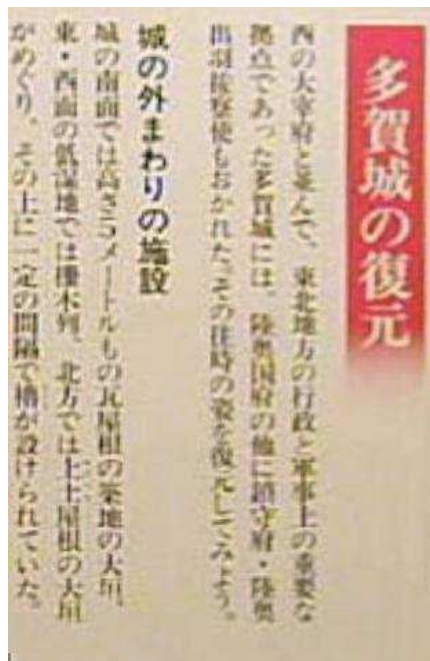 多賀城の復元
西の大宰府と並んで、東北地方の行政と軍事上の重要な
拠点であった多賀城には、陸奥国府の他に鎮守府・陸奥
出羽按察使もおかれた。その往時の姿を復元してみよう。
城の外まわりの施設
城の南面では高さ5メートルもの瓦屋根の築地の大垣、
東・西面の低湿地では柵木列、北方では土土屋根の大垣
がめぐり、その上に一定の間隔で櫓が設けられていた。